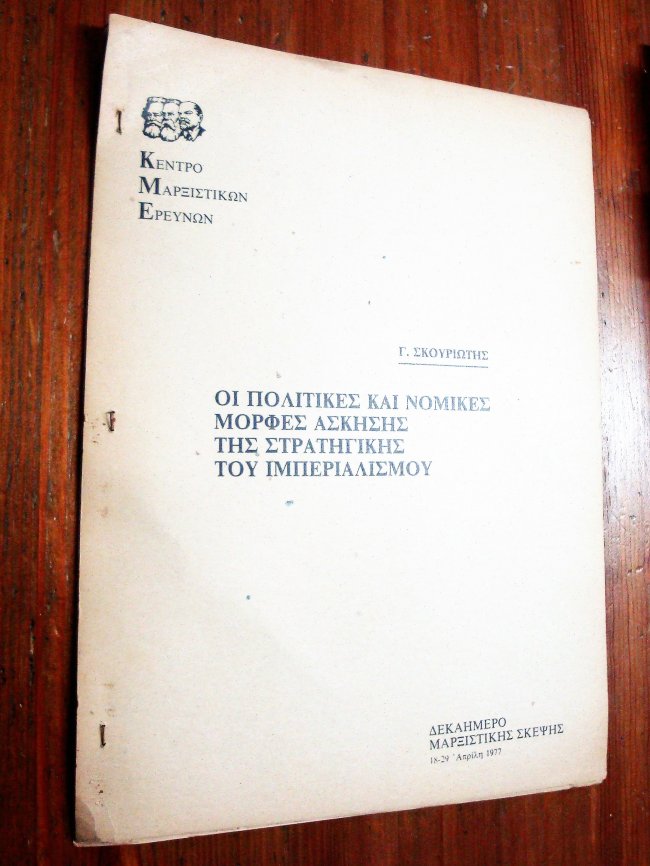 ΚΕΝΤΡΟ
ΜΑΡΞΙΣΤΙΚΩΝ
ΕΡΕΥΝΩΝ
Γ. ΣΚΟΥΡΙΩΤΗΣ
ΟΙ ΠΟΛΙΤΙΚΕΣ ΚΑΙ ΝΟΜΙΚΕΣ
ΜΟΡΦΕΣ ΑΣΚΗΣΗΣ
ΤΗΣ ΣΤΡΑΤΗΓΙΚΗΣ
ΤΟΥ ΙΜΠΕΡΙΑΛΙΣΜΟΥ
ΔΕΚΑΗΜΕΡΟ
ΜΑΡΞΙΣΤΙΚΗΣ ΣΚΕΨΗΣ
18-29 ᾿Απρίλη 1977